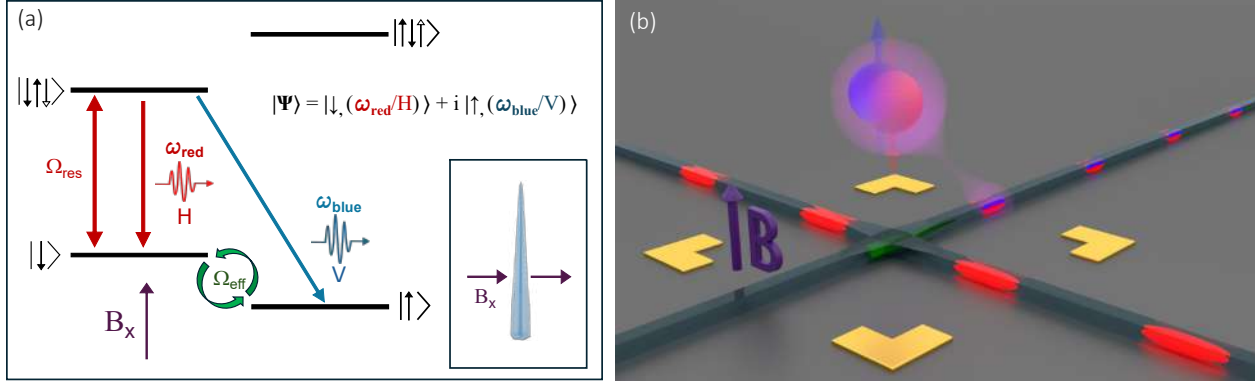 (a)
|↑↓⇑⟩
|↓↑⇓⟩
|Ψ⟩ = |↓, (ω_red/H) ⟩ + i |↑, (ω_blue/V) ⟩
Ω_res
ω_red
H
ω_blue
V
|↓⟩
Ω_eff
|↑⟩
B_x
B_x
(b)
B